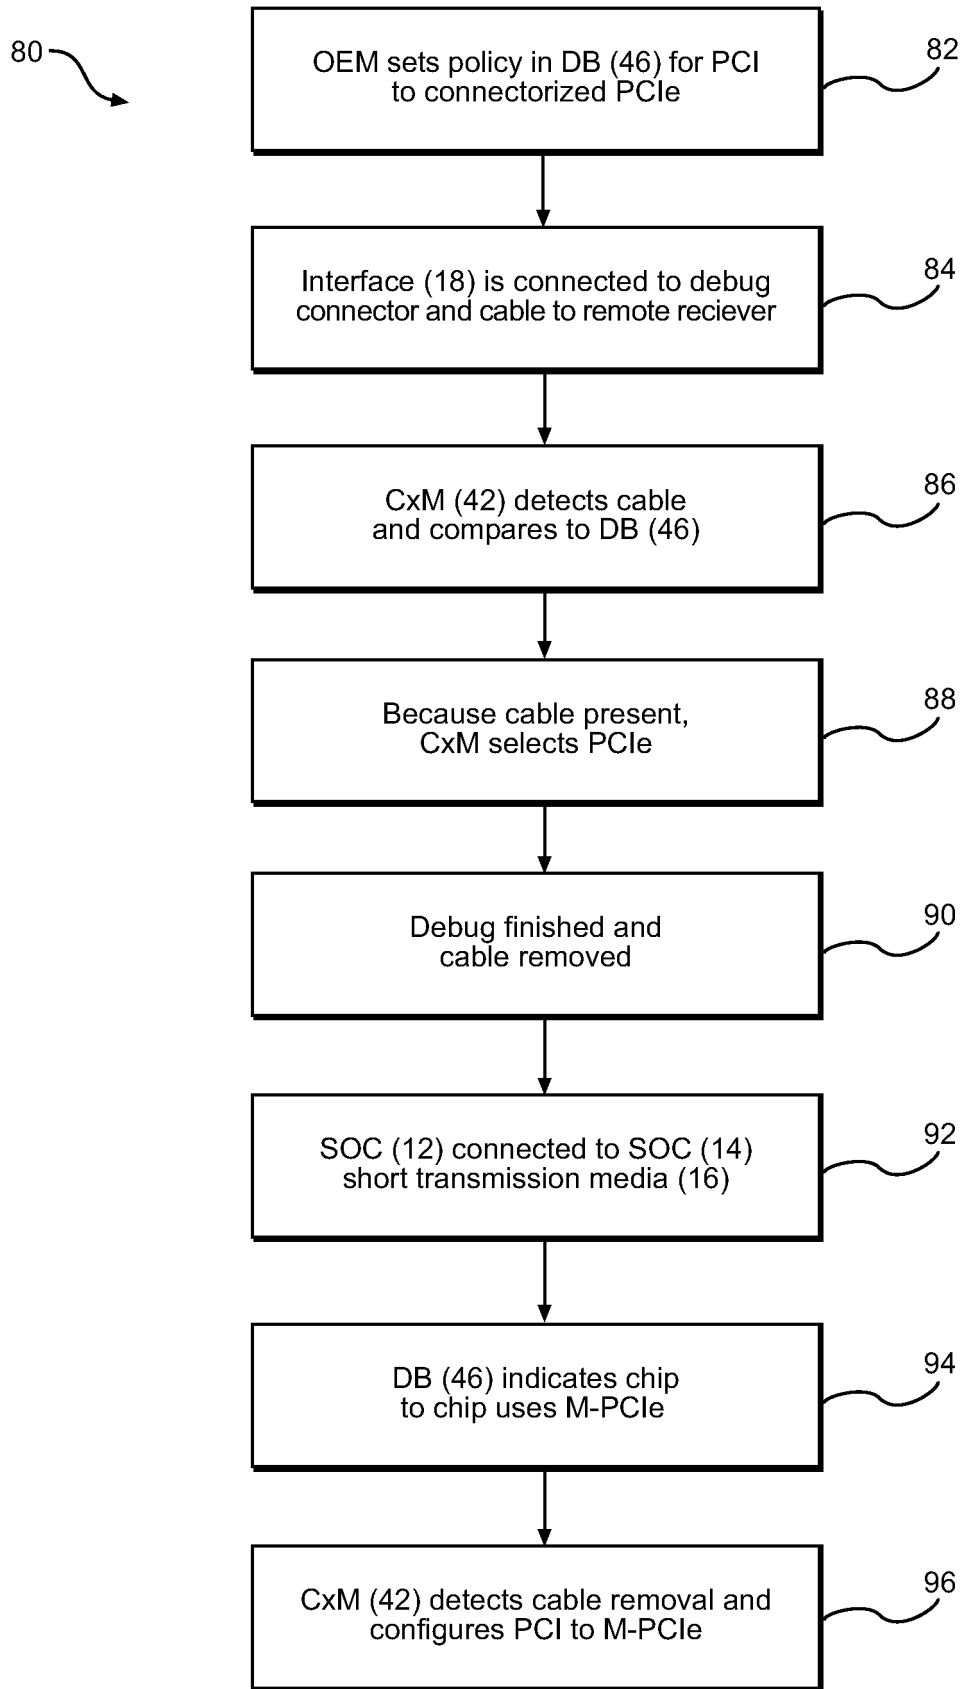 80
OEM sets policy in DB (46) for PCI
to connectorized PCIe
82
Interface (18) is connected to debug
connector and cable to remote reciever
84
CxM (42) detects cable
and compares to DB (46)
86
Because cable present,
CxM selects PCIe
88
Debug finished and
cable removed
90
SOC (12) connected to SOC (14)
short transmission media (16)
92
DB (46) indicates chip
to chip uses M-PCIe
94
CxM (42) detects cable removal and
configures PCI to M-PCIe
96